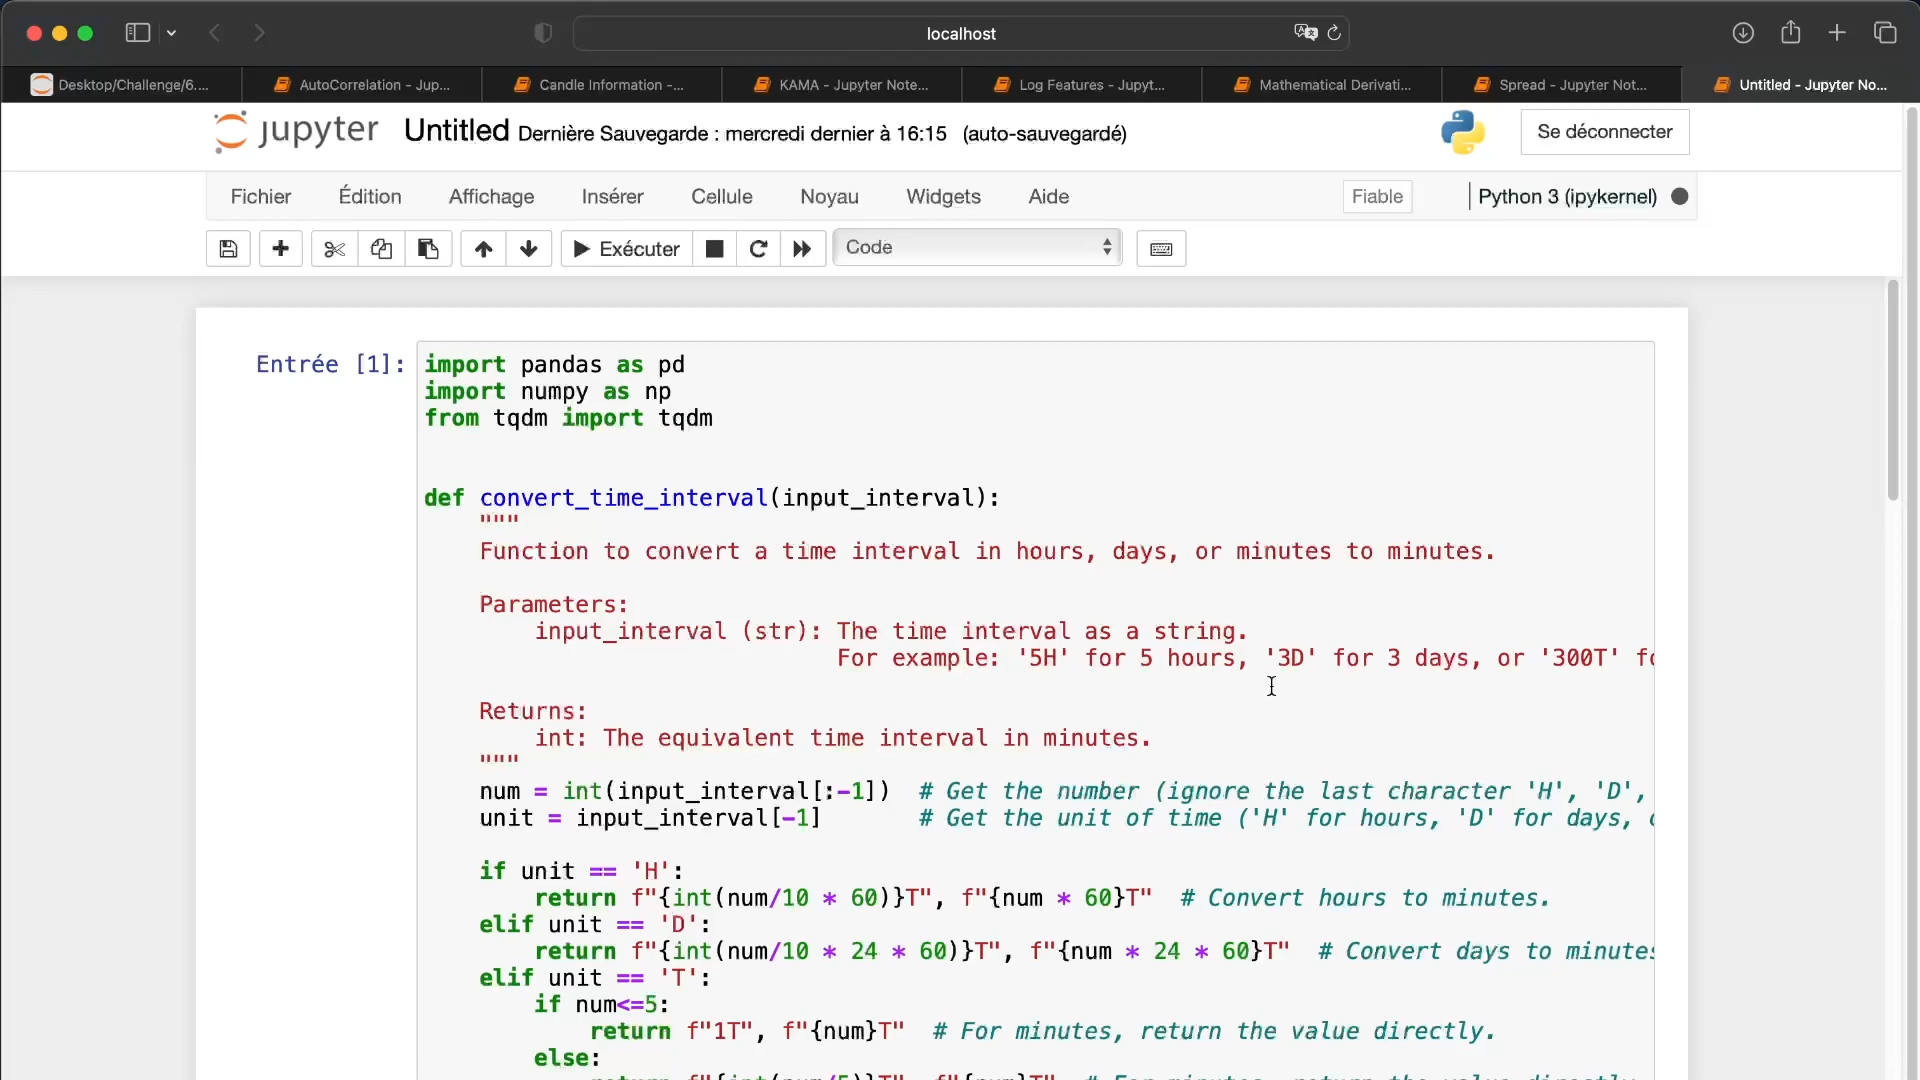 localhost
Desktop/Challenge/6....
AutoCorrelation - Jup...
Candle Information -...
KAMA - Jupyter Note...
Log Features - Jupyt...
Mathematical Derivati...
Spread - Jupyter Not...
Untitled - Jupyter No...
jupyter Untitled Dernière Sauvegarde : mercredi dernier à 16:15 (auto-sauvegardé)
Se déconnecter
Fichier Édition Affichage Insérer Cellule Noyau Widgets Aide
Fiable
Python 3 (ipykernel)
Exécuter
Code
Entrée [1]:
import pandas as pd
import numpy as np
from tqdm import tqdm
def convert_time_interval(input_interval):
"""
Function to convert a time interval in hours, days, or minutes to minutes.
Parameters:
input_interval (str): The time interval as a string.
For example: '5H' for 5 hours, '3D' for 3 days, or '300T'
Returns:
int: The equivalent time interval in minutes.
"""
num = int(input_interval[:-1])  # Get the number (ignore the last character 'H', 'D',
unit = input_interval[-1]  # Get the unit of time ('H' for hours, 'D' for days,
if unit == 'H':
return f"{int(num/10 * 60)}T", f"{num * 60}T"  # Convert hours to minutes.
elif unit == 'D':
return f"{int(num/10 * 24 * 60)}T", f"{num * 24 * 60}T"  # Convert days to minutes
elif unit == 'T':
if num<=5:
return f"1T", f"{num}T"  # For minutes, return the value directly.
else: